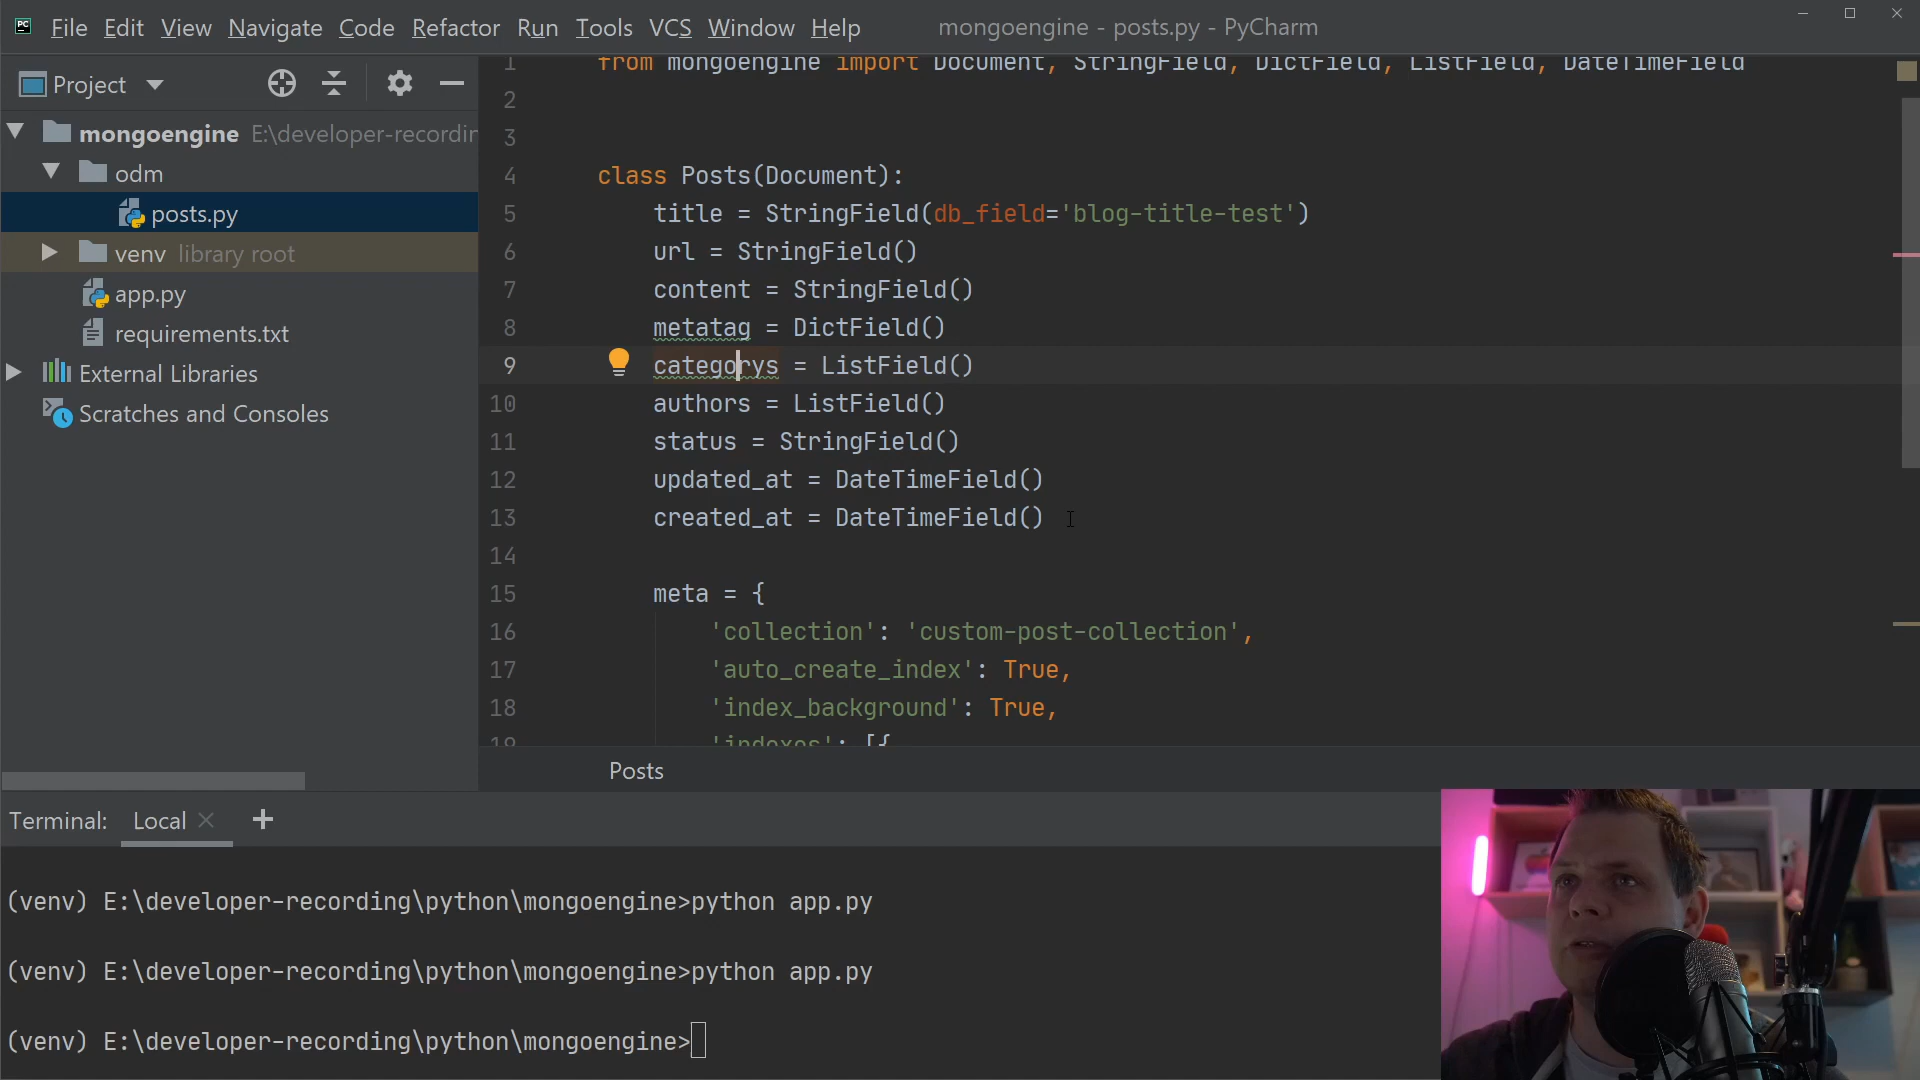 PC File Edit View Navigate Code Refactor Run Tools VCS Window Help mongoengine - posts.py - PyCharm
Project
mongoengine E:\developer-recordin
odm
posts.py
venv library root
app.py
requirements.txt
External Libraries
Scratches and Consoles
1 from mongoengine import Document, StringField, DictField, ListField, DateTimeField
2
3
4 class Posts(Document):
5 title = StringField(db_field='blog-title-test')
6 url = StringField()
7 content = StringField()
8 metatag = DictField()
9 categorys = ListField()
10 authors = ListField()
11 status = StringField()
12 updated_at = DateTimeField()
13 created_at = DateTimeField()
14
15 meta = {
16 'collection': 'custom-post-collection',
17 'auto_create_index': True,
18 'index_background': True,
19 'indexes': [{
Posts
Terminal: Local
(venv) E:\developer-recording\python\mongoengine>python app.py
(venv) E:\developer-recording\python\mongoengine>python app.py
(venv) E:\developer-recording\python\mongoengine>